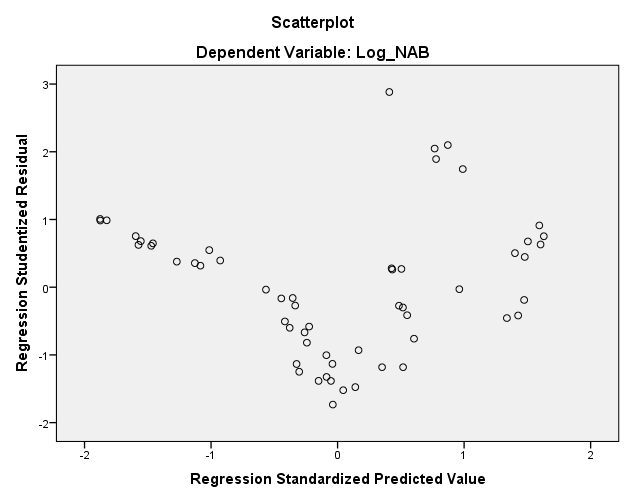 Scatterplot
Dependent Variable: Log_NAB
Regression Studentized Residual
3
2
1
0
-1
-2
-2
-1
0
1
2
Regression Standardized Predicted Value